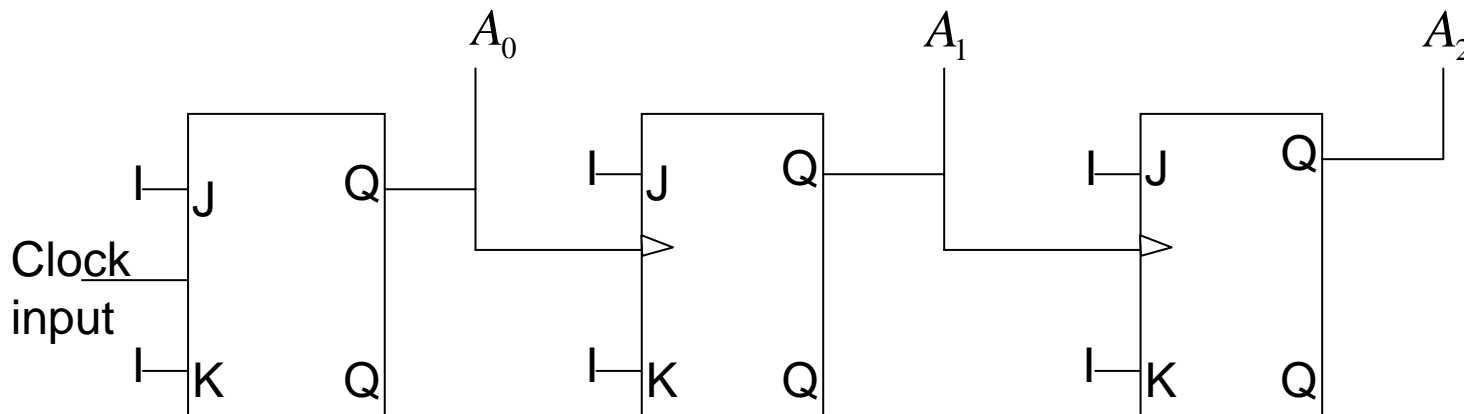 A₀ A₁ A₂
I J Q I J Q I J Q
Clock
input
I K Q I K Q I K Q